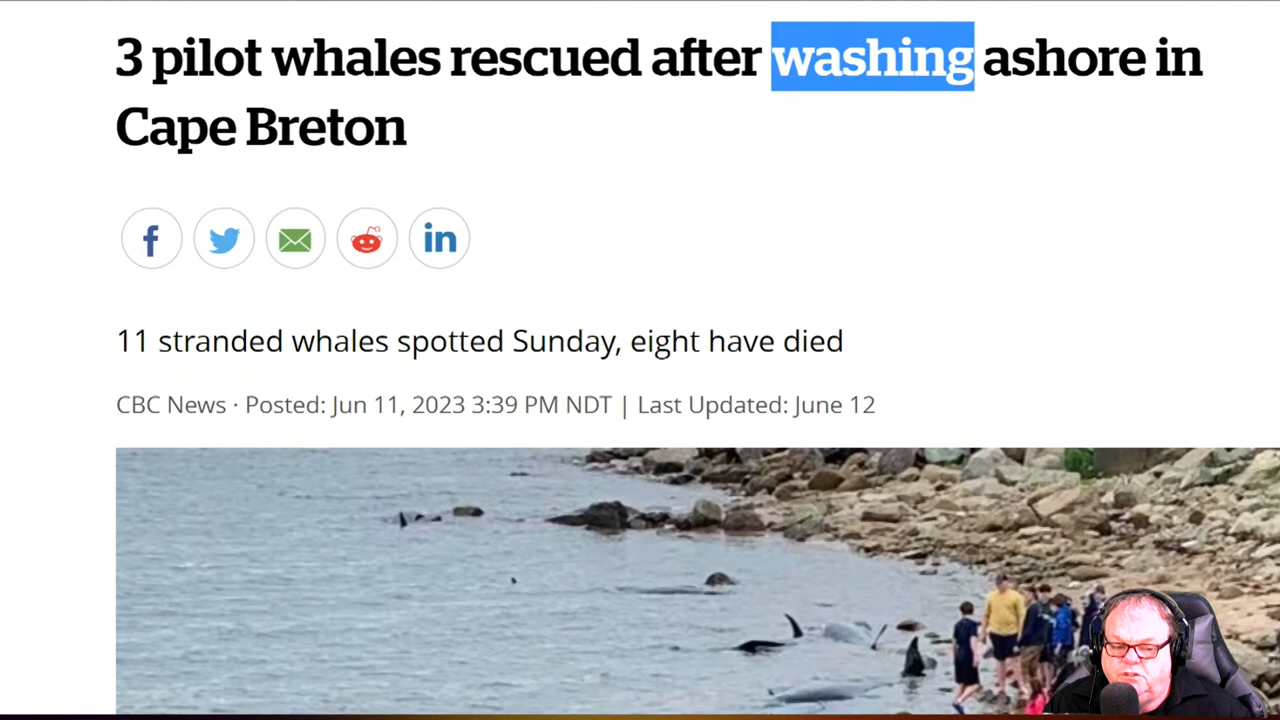 3 pilot whales rescued after washing ashore in
Cape Breton
11 stranded whales spotted Sunday, eight have died
CBC News · Posted: Jun 11, 2023 3:39 PM NDT | Last Updated: June 12